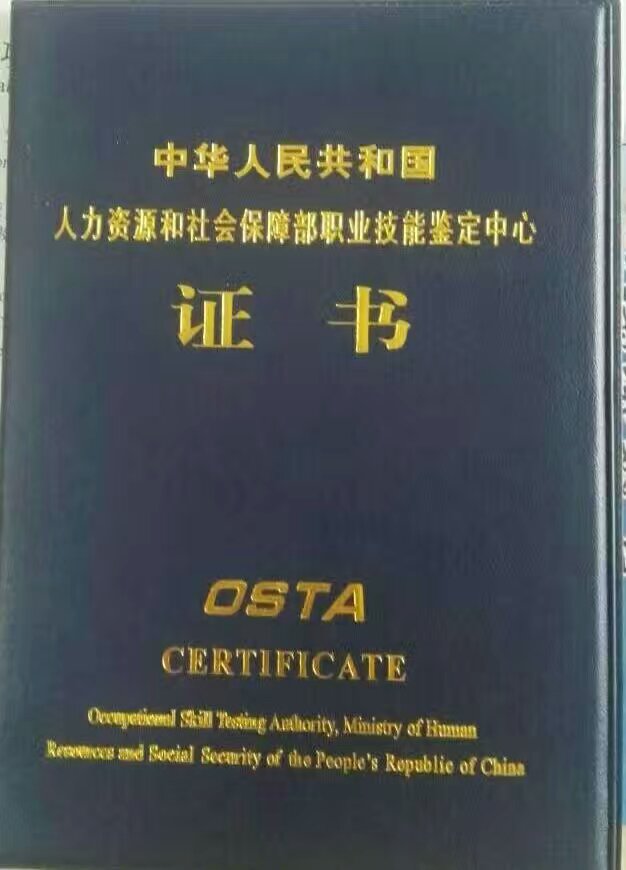 中华人民共和国
人力资源和社会保障部职业技能鉴定中心
证 书
OSTA
CERTIFICATE
Occupational Skill Testing Authority, Ministry of Human
Resources and Social Security of the People's Republic of China